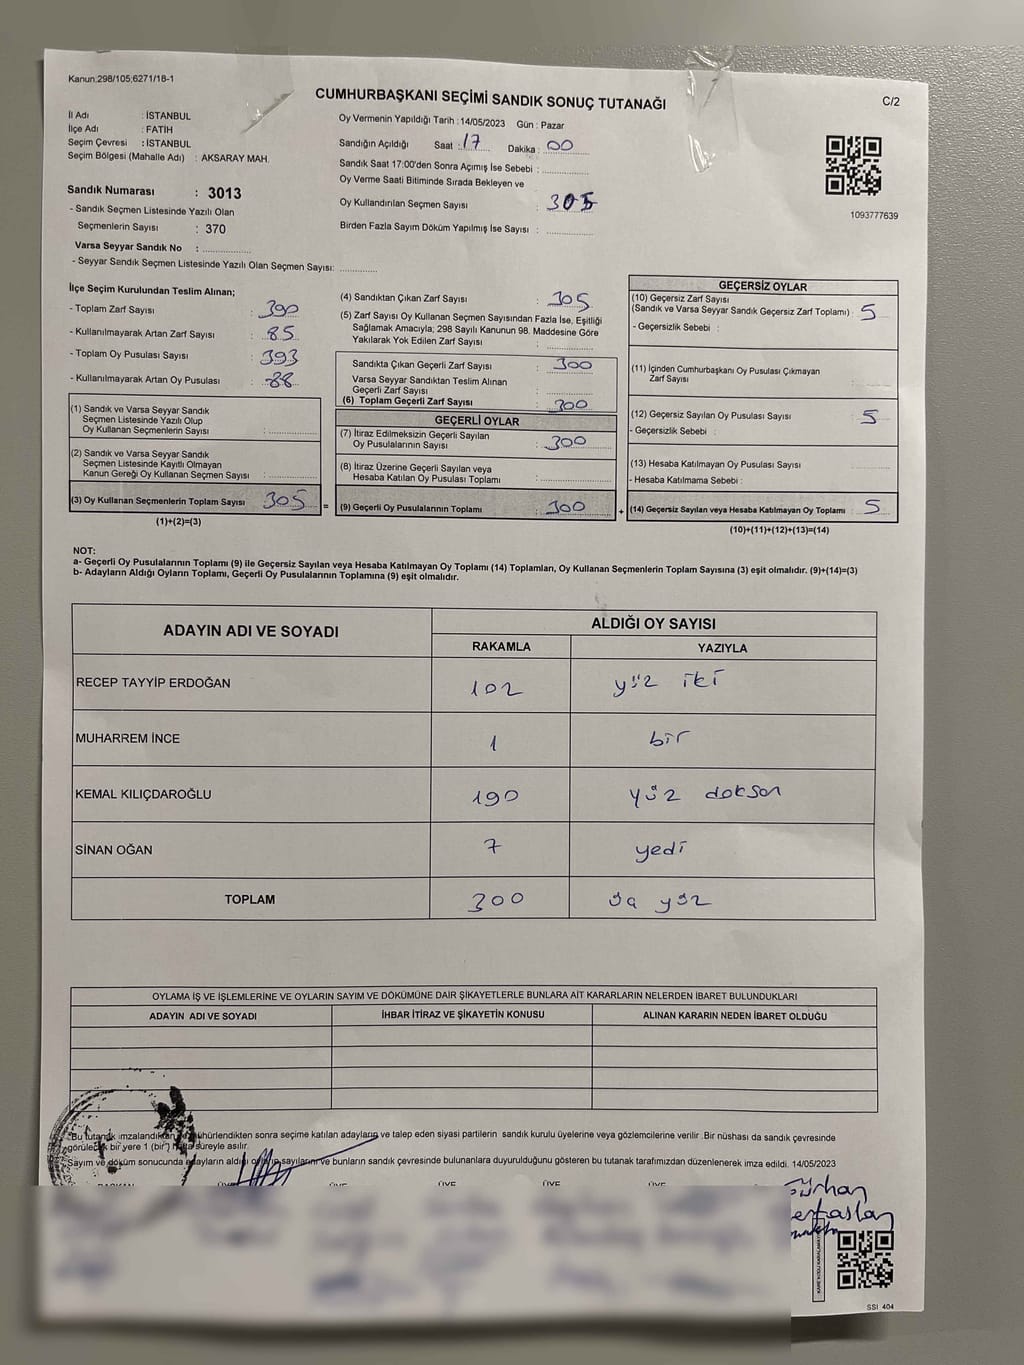 Kanun:298/105;6271/18-1
CUMHURBAŞKANI SEÇİMİ SANDIK SONUÇ TUTANAĞI
C/2
İl Adı : İSTANBUL
İlçe Adı : FATİH
Seçim Çevresi : İSTANBUL
Seçim Bölgesi (Mahalle Adı) : AKSARAY MAH.
Sandık Numarası : 3013
- Sandık Seçmen Listesinde Yazılı Olan
Seçmenlerin Sayısı : 370
Varsa Seyyar Sandık No :
- Seyyar Sandık Seçmen Listesinde Yazılı Olan Seçmen Sayısı:
Oy Vermenin Yapıldığı Tarih : 14/05/2023 Gün : Pazar
Sandığın Açıldığı Saat : 17 Dakika : 00
Sandık Saat 17:00'den Sonra Açılmış İse Sebebi :
Oy Verme Saati Bitiminde Sırada Bekleyen ve
Oy Kullandırılan Seçmen Sayısı : 305
Birden Fazla Sayım Döküm Yapılmış İse Sayısı :
1093777639
İlçe Seçim Kurulundan Teslim Alınan;
- Toplam Zarf Sayısı : 390
- Kullanılmayarak Artan Zarf Sayısı : 85
- Toplam Oy Pusulası Sayısı : 393
- Kullanılmayarak Artan Oy Pusulası : 88
(1) Sandık ve Varsa Seyyar Sandık
Seçmen Listesinde Yazılı Olup
Oy Kullanan Seçmenlerin Sayısı :
(2) Sandık ve Varsa Seyyar Sandık
Seçmen Listesinde Kayıtlı Olmayan
Kanun Gereği Oy Kullanan Seçmen Sayısı :
(3) Oy Kullanan Seçmenlerin Toplam Sayısı : 305 =
(1)+(2)=(3)
(4) Sandıktan Çıkan Zarf Sayısı : 305
(5) Zarf Sayısı Oy Kullanan Seçmen Sayısından Fazla İse, Eşitliği
Sağlamak Amacıyla; 298 Sayılı Kanunun 98. Maddesine Göre
Yakılarak Yok Edilen Zarf Sayısı :
Sandıkta Çıkan Geçerli Zarf Sayısı : 300
Varsa Seyyar Sandıktan Teslim Alınan
Geçerli Zarf Sayısı :
(6) Toplam Geçerli Zarf Sayısı : 300
GEÇERLİ OYLAR
(7) İtiraz Edilmeksizin Geçerli Sayılan
Oy Pusulalarının Sayısı : 300
(8) İtiraz Üzerine Geçerli Sayılan veya
Hesaba Katılan Oy Pusulası Toplamı :
(9) Geçerli Oy Pusulalarının Toplamı : 300 +
GEÇERSİZ OYLAR
(10) Geçersiz Zarf Sayısı
(Sandık ve Varsa Seyyar Sandık Geçersiz Zarf Toplamı) : 5
- Geçersizlik Sebebi :
(11) İçinden Cumhurbaşkanı Oy Pusulası Çıkmayan
Zarf Sayısı
(12) Geçersiz Sayılan Oy Pusulası Sayısı : 5
- Geçersizlik Sebebi :
(13) Hesaba Katılmayan Oy Pusulası Sayısı
- Hesaba Katılmama Sebebi :
(14) Geçersiz Sayılan veya Hesaba Katılmayan Oy Toplamı : 5
(10)+(11)+(12)+(13)=(14)
NOT:
a- Geçerli Oy Pusulalarının Toplamı (9) ile Geçersiz Sayılan veya Hesaba Katılmayan Oy Toplamı (14) Toplamları, Oy Kullanan Seçmenlerin Toplam Sayısına (3) eşit olmalıdır. (9)+(14)=(3)
b- Adayların Aldığı Oyların Toplamı, Geçerli Oy Pusulalarının Toplamına (9) eşit olmalıdır.
ADAYIN ADI VE SOYADI ALDIĞI OY SAYISI
RAKAMLA YAZIYLA
RECEP TAYYİP ERDOĞAN 102 yüz iki
MUHARREM İNCE 1 bir
KEMAL KILIÇDAROĞLU 190 yüz doksan
SİNAN OĞAN 7 yedi
TOPLAM 300 üç yüz
OYLAMA İŞ VE İŞLEMLERİNE VE OYLARIN SAYIM VE DÖKÜMÜNE DAİR ŞİKAYETLERLE BUNLARA AİT KARARLARIN NELERDEN İBARET BULUNDUKLARI
ADAYIN ADI VE SOYADI İHBAR İTİRAZ VE ŞİKAYETİN KONUSU ALINAN KARARIN NEDEN İBARET OLDUĞU
Bu tutanak imzalandıktan ve mühürlendikten sonra seçime katılan adayların ve talep eden siyasi partilerin sandık kurulu üyelerine veya gözlemcilerine verilir .Bir nüshası da sandık çevresinde
görülecek bir yere 1 (bir) hafta süreyle asılır.
Sayım ve döküm sonucunda adayların aldığı oy sayılarını ve bunların sandık çevresinde bulunanlara duyurulduğunu gösteren bu tutanak tarafımızdan düzenlenerek imza edildi. 14/05/2023
BAŞKAN ÜYE ÜYE ÜYE ÜYE
SSI 404